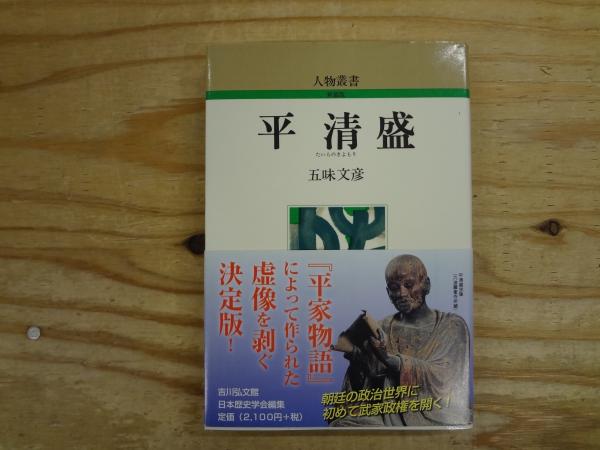 人物叢書
新装版
平 清盛
たいらのきよもり
五味文彦
『平家物語』
によって作られた
虚像を剥ぐ
決定版!
朝廷の政治世界に
初めて武家政権を開く!
吉川弘文館
日本歴史学会編集
定価(2,100円+税)